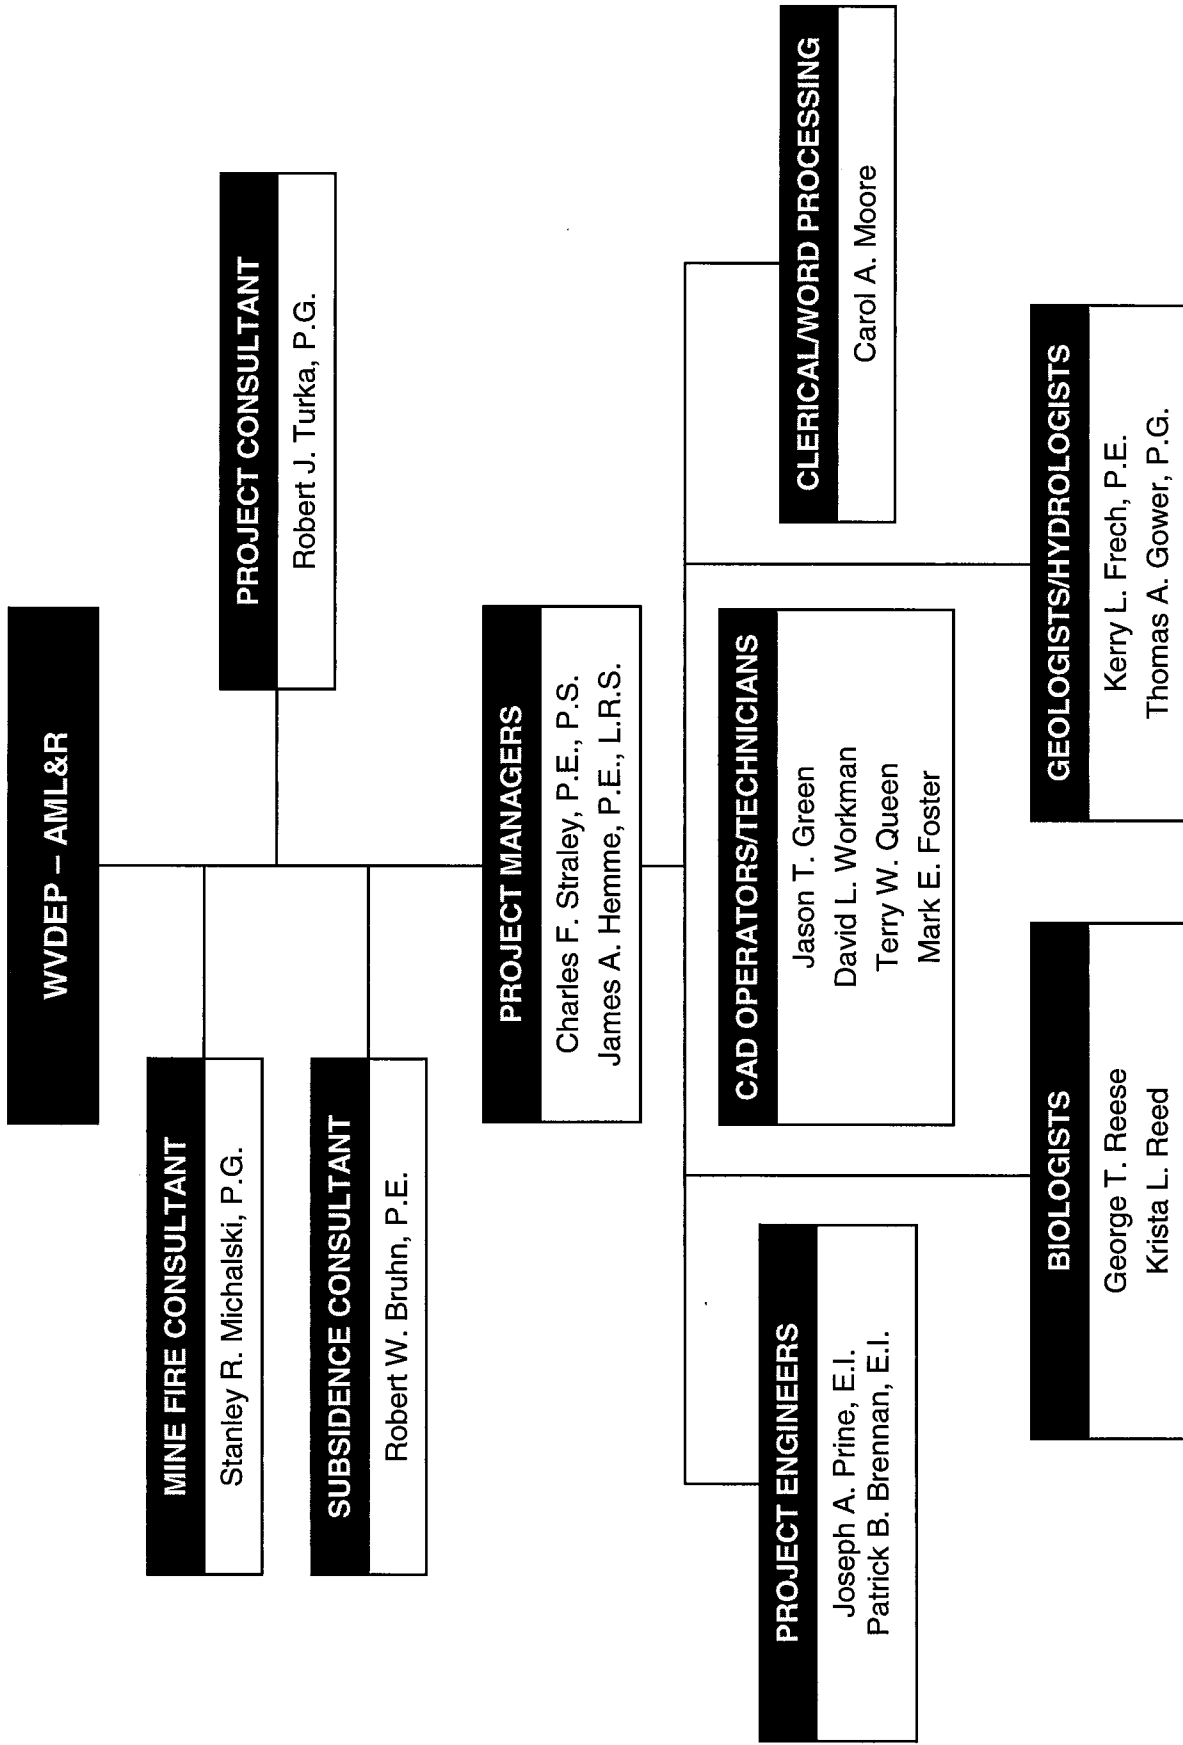 WVDEP – AML&R
MINE FIRE CONSULTANT
Stanley R. Michalski, P.G.
PROJECT CONSULTANT
Robert J. Turka, P.G.
SUBSIDENCE CONSULTANT
Robert W. Bruhn, P.E.
PROJECT MANAGERS
Charles F. Straley, P.E., P.S.
James A. Hemme, P.E., L.R.S.
PROJECT ENGINEERS
Joseph A. Prine, E.I.
Patrick B. Brennan, E.I.
CAD OPERATORS/TECHNICIANS
Jason T. Green
David L. Workman
Terry W. Queen
Mark E. Foster
CLERICAL/WORD PROCESSING
Carol A. Moore
BIOLOGISTS
George T. Reese
Krista L. Reed
GEOLOGISTS/HYDROLOGISTS
Kerry L. Frech, P.E.
Thomas A. Gower, P.G.